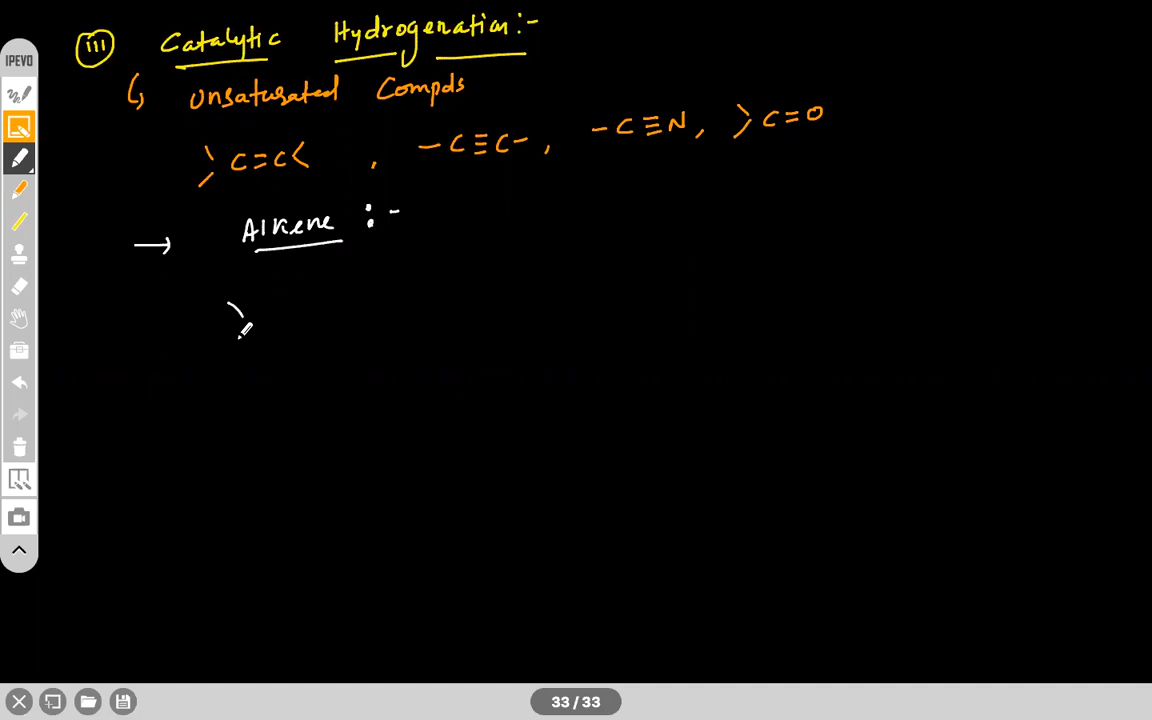 IPEVO
iii Catalytic Hydrogenation:-
Unsaturated Compds
>C=C< , -C≡C-, -C≡N, >C=O
→ Alkene :-
33/33